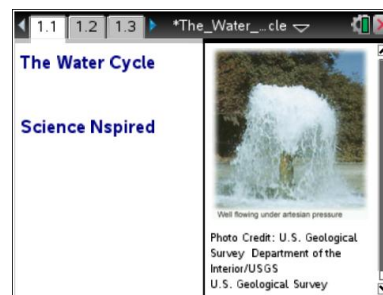 1.1 1.2 1.3 *The_Water_...cle
The Water Cycle
Science Nspired
Well flowing under artesian pressure
Photo Credit: U.S. Geological
Survey Department of the
Interior/USGS
U.S. Geological Survey